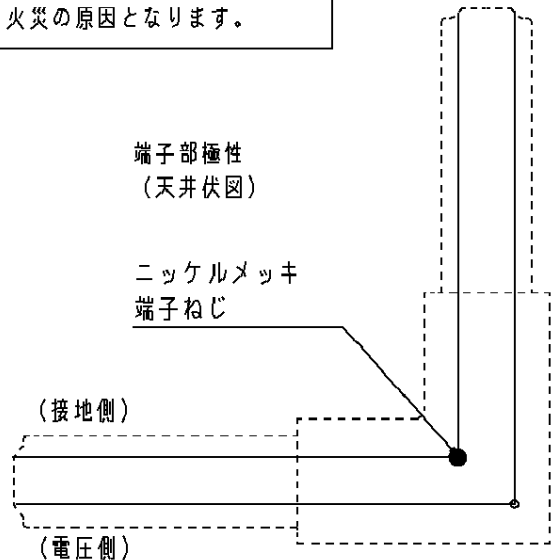 火災の原因となります。
端子部極性
（天井伏図）
ニッケルメッキ
端子ねじ
（接地側）
（電圧側）